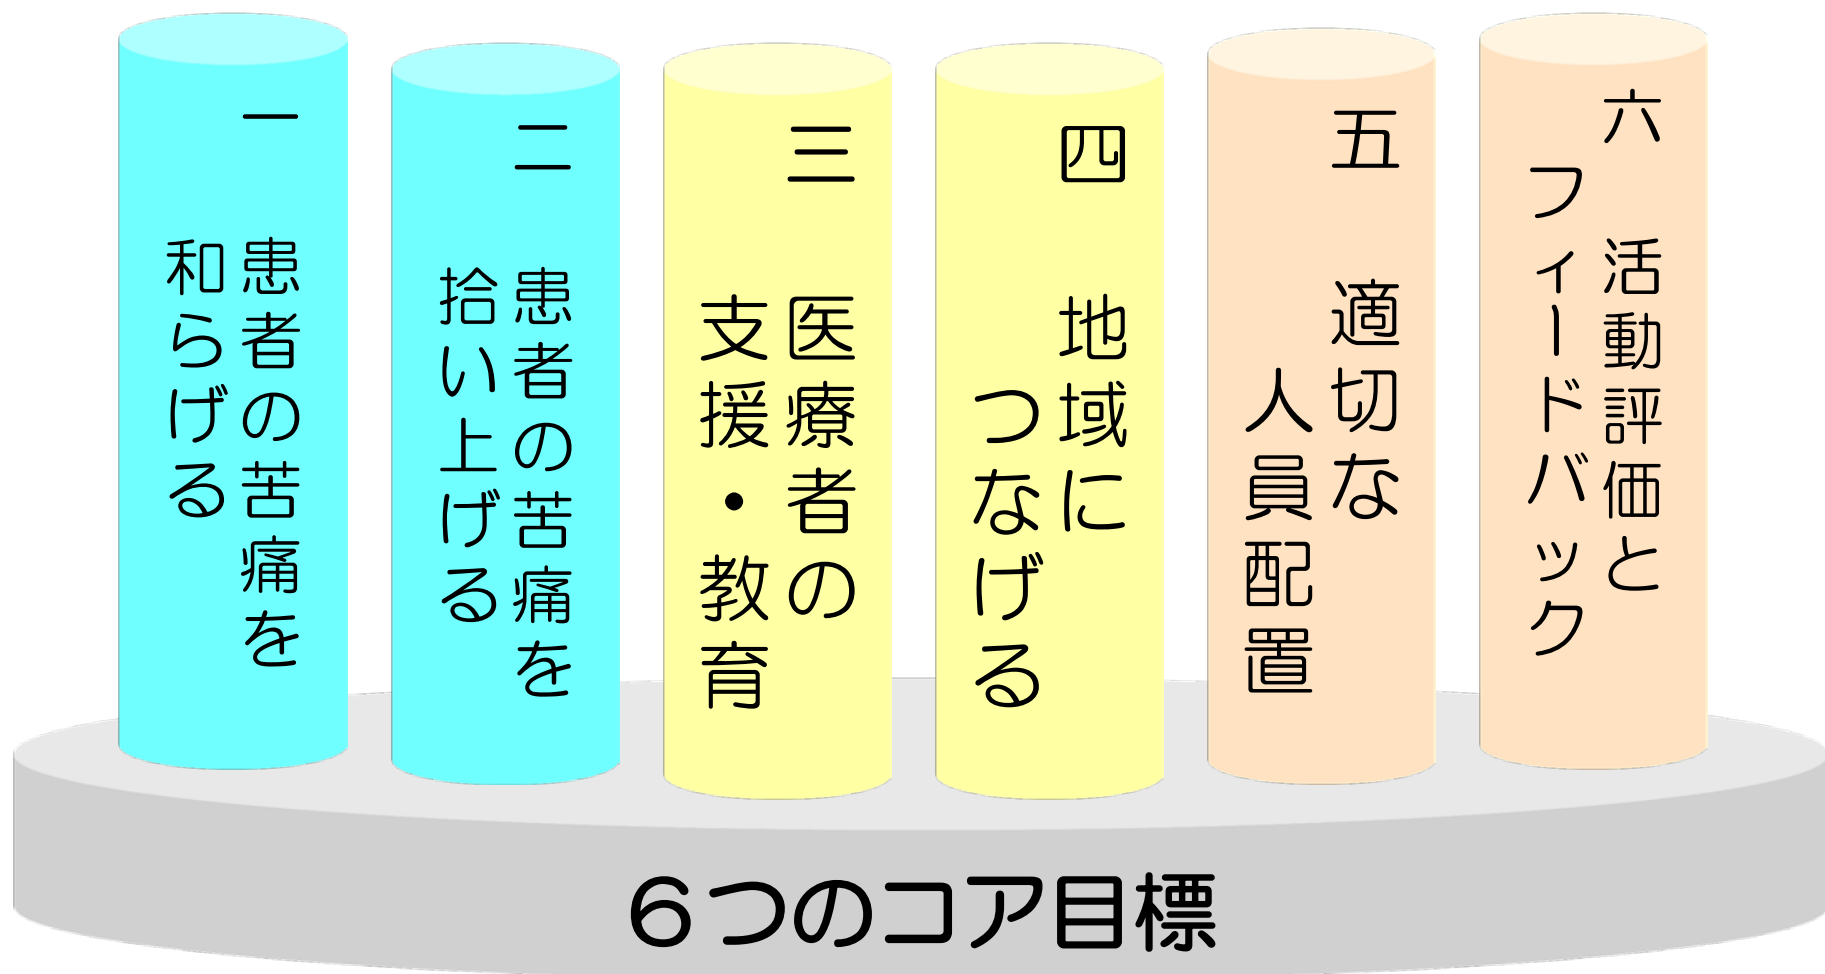 一 患者の苦痛を
和らげる
二 患者の苦痛を
拾い上げる
三 医療者の
支援・教育
四 地域に
つなげる
五 適切な
人員配置
六 活動評価と
フィードバック
６つのコア目標